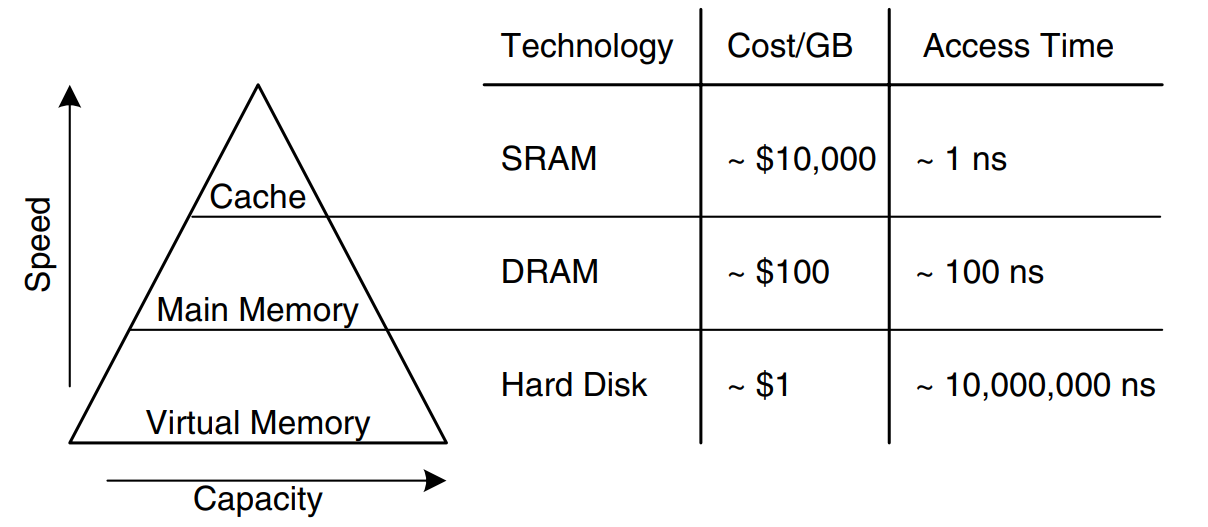 Technology Cost/GB Access Time
Cache SRAM ~ $10,000 ~ 1 ns
Speed
Main Memory DRAM ~ $100 ~ 100 ns
Virtual Memory Hard Disk ~ $1 ~ 10,000,000 ns
Capacity